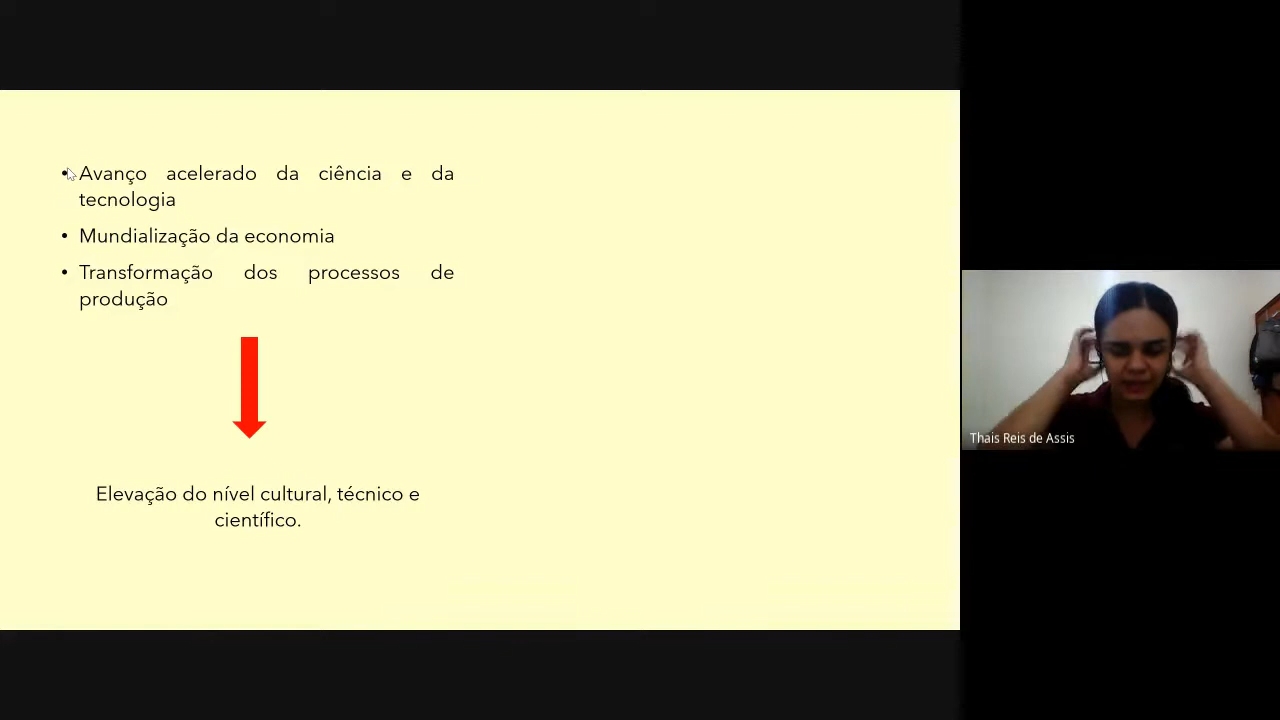 • Avanço acelerado da ciência e da
tecnologia
• Mundialização da economia
• Transformação dos processos de
produção
Elevação do nível cultural, técnico e
científico.
Thais Reis de Assis